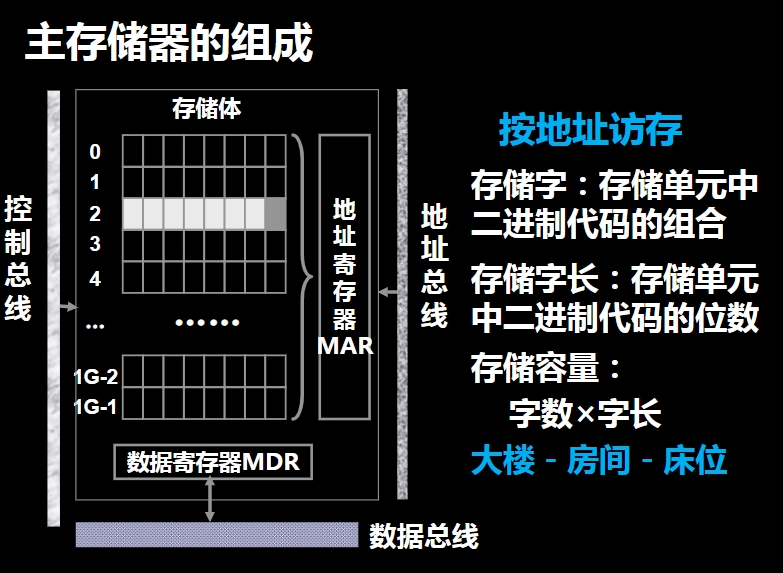 主存储器的组成
存储体
0
1
2
3
4
...
••••••
1G-2
1G-1
控制总线
地址寄存器
MAR
地址总线
数据寄存器MDR
数据总线
按地址访存
存储字：存储单元中
二进制代码的组合
存储字长：存储单元
中二进制代码的位数
存储容量：
字数×字长
大楼 - 房间 - 床位